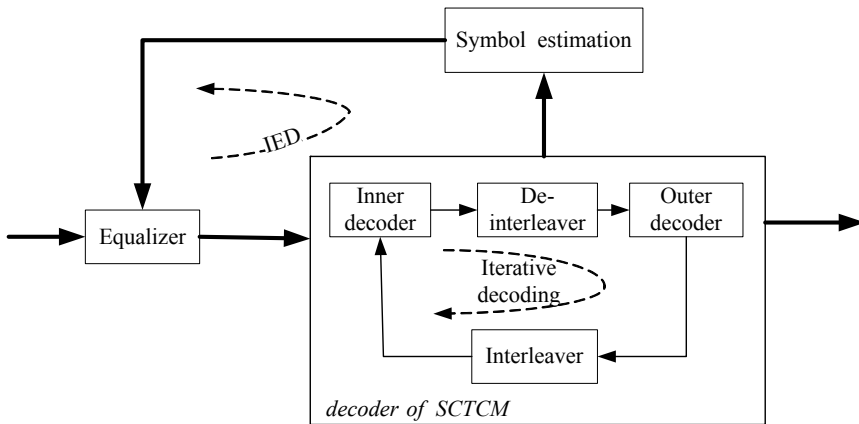 Symbol estimation
IED
Inner
decoder
De-
interleaver
Outer
decoder
Equalizer
Iterative
decoding
Interleaver
decoder of SCTCM